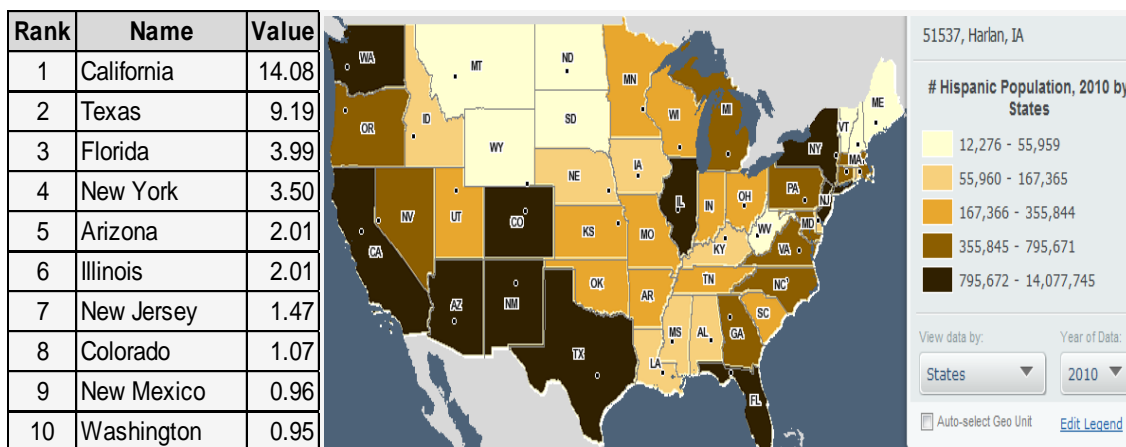 Rank Name Value
1 California 14.08
2 Texas 9.19
3 Florida 3.99
4 New York 3.50
5 Arizona 2.01
6 Illinois 2.01
7 New Jersey 1.47
8 Colorado 1.07
9 New Mexico 0.96
10 Washington 0.95
WA
MT
ND
MN
ME
VT
OR
ID
SD
WI
MI
NY
MA
WY
IA
NE
PA
NJ
NV
UT
CO
IL
IN
OH
MD
WV
VA
CA
KS
MO
KY
NC
TN
AZ
NM
OK
AR
SC
MS
AL
GA
TX
LA
FL
51537, Harlan, IA
# Hispanic Population, 2010 by
States
12,276 - 55,959
55,960 - 167,365
167,366 - 355,844
355,845 - 795,671
795,672 - 14,077,745
View data by: Year of Data:
States 2010
Auto-select Geo Unit Edit Legend